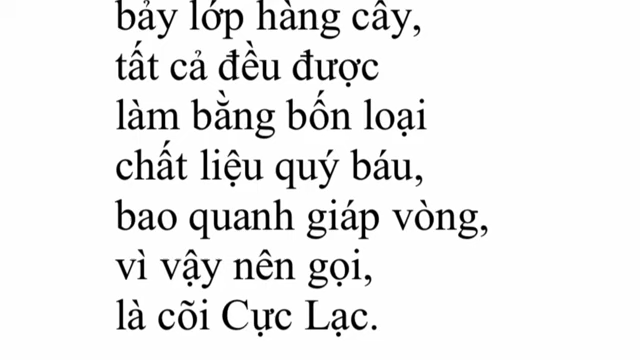 bảy lớp hàng cây,
tất cả đều được
làm bằng bốn loại
chất liệu quý báu,
bao quanh giáp vòng,
vì vậy nên gọi,
là cõi Cực Lạc.